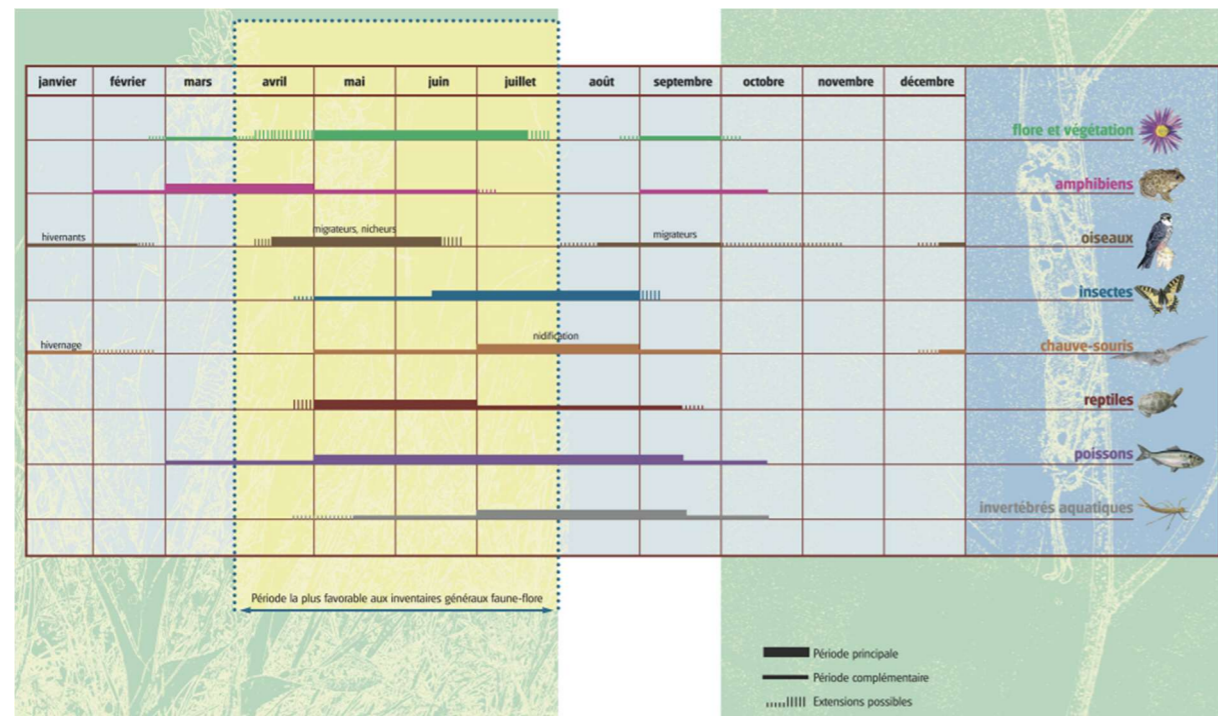 janvier février mars avril mai juin juillet août septembre octobre novembre décembre
flore et végétation
amphibiens
hivernants migrateurs, nicheurs migrateurs oiseaux
insectes
hivernage nidification chauve-souris
reptiles
poissons
invertébrés aquatiques
Période la plus favorable aux inventaires généraux faune-flore
Période principale
Période complémentaire
Extensions possibles